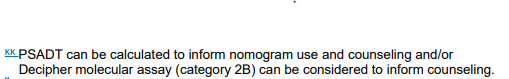 KK PSADT can be calculated to inform nomogram use and counseling and/or
Decipher molecular assay (category 2B) can be considered to inform counseling.